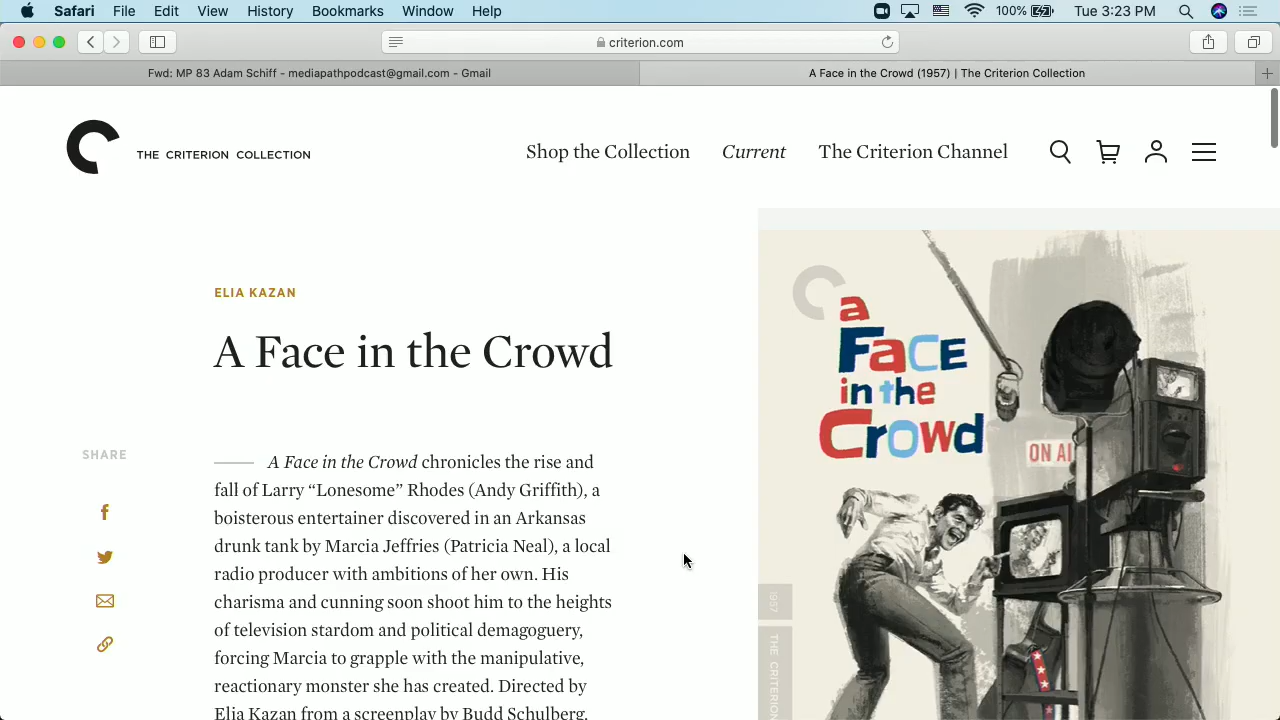 Safari File Edit View History Bookmarks Window Help 100% Tue 3:23 PM
criterion.com
Fwd: MP 83 Adam Schiff - mediapathpodcast@gmail.com - Gmail
A Face in the Crowd (1957) | The Criterion Collection
THE CRITERION COLLECTION
Shop the Collection Current The Criterion Channel
ELIA KAZAN
A Face in the Crowd
SHARE
A Face in the Crowd chronicles the rise and
fall of Larry “Lonesome” Rhodes (Andy Griffith), a
boisterous entertainer discovered in an Arkansas
drunk tank by Marcia Jeffries (Patricia Neal), a local
radio producer with ambitions of her own. His
charisma and cunning soon shoot him to the heights
of television stardom and political demagoguery,
forcing Marcia to grapple with the manipulative,
reactionary monster she has created. Directed by
Elia Kazan from a screenplay by Budd Schulberg,
a
Face
in the
Crowd
ON AI
1957
THE CRITERION